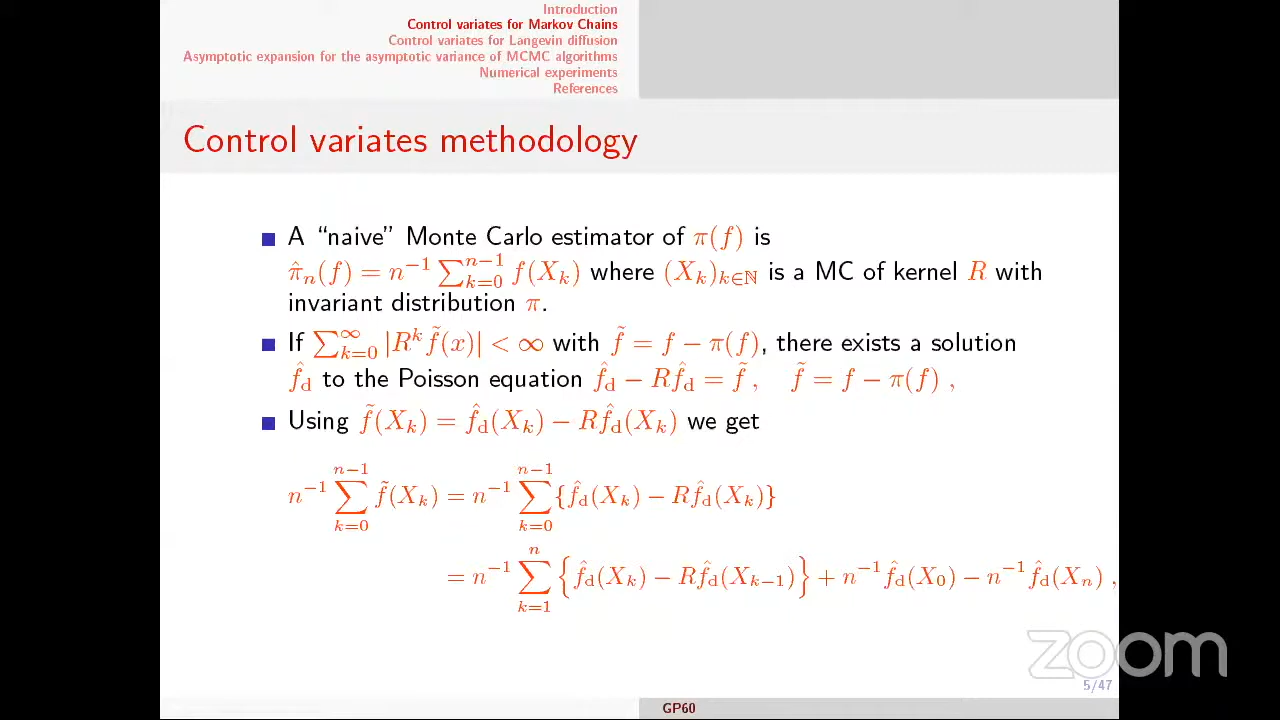 Introduction
Control variates for Markov Chains
Control variates for Langevin diffusion
Asymptotic expansion for the asymptotic variance of MCMC algorithms
Numerical experiments
References
Control variates methodology
A “naive” Monte Carlo estimator of π(f) is
π̂ₙ(f) = n⁻¹ ∑_{k=0}^{n−1} f(X_k) where (X_k)_{k∈ℕ} is a MC of kernel R with
invariant distribution π.
If ∑_{k=0}^{∞} |R^k f̃(x)| < ∞ with f̃ = f − π(f), there exists a solution
f̂_d to the Poisson equation f̂_d − Rf̂_d = f̃ , f̃ = f − π(f) ,
Using f̃(X_k) = f̂_d(X_k) − Rf̂_d(X_k) we get
n⁻¹ ∑_{k=0}^{n−1} f̃(X_k) = n⁻¹ ∑_{k=0}^{n−1} {f̂_d(X_k) − Rf̂_d(X_k)}
= n⁻¹ ∑_{k=1}^{n} {f̂_d(X_k) − Rf̂_d(X_{k−1})} + n⁻¹ f̂_d(X_0) − n⁻¹ f̂_d(X_n) ,
zoom
5/47
GP60